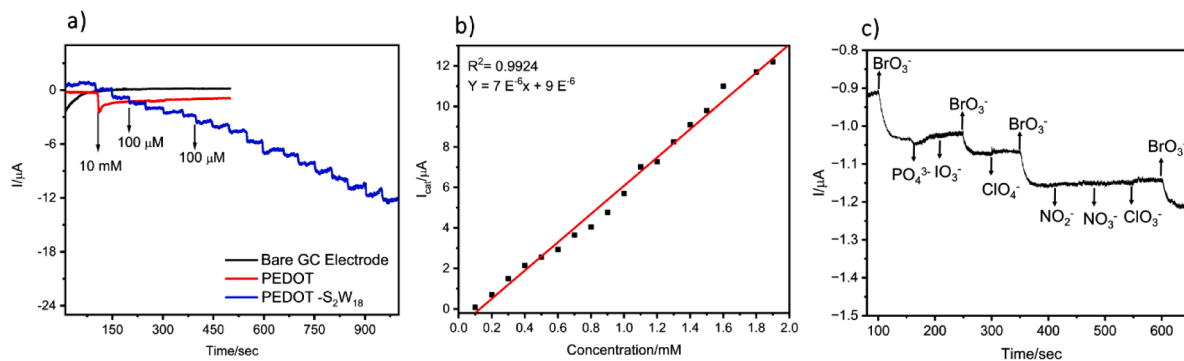 a)
0
-6
-12
-18
-24
I/μA
10 mM
100 μM
100 μM
Bare GC Electrode
PEDOT
PEDOT -S₂W₁₈
150
300
450
600
750
900
Time/sec
b)
R²= 0.9924
Y = 7 E⁻⁶x + 9 E⁻⁶
12
10
8
6
4
2
0
I_cat/μA
0.0
0.2
0.4
0.6
0.8
1.0
1.2
1.4
1.6
1.8
2.0
Concentration/mM
c)
−0.8
−0.9
−1.0
−1.1
−1.2
−1.3
−1.4
−1.5
I/μA
BrO₃⁻
PO₄³⁻
IO₃⁻
BrO₃⁻
ClO₄⁻
BrO₃⁻
NO₂⁻
NO₃⁻
ClO₃⁻
BrO₃⁻
100
200
300
400
500
600
Time/sec